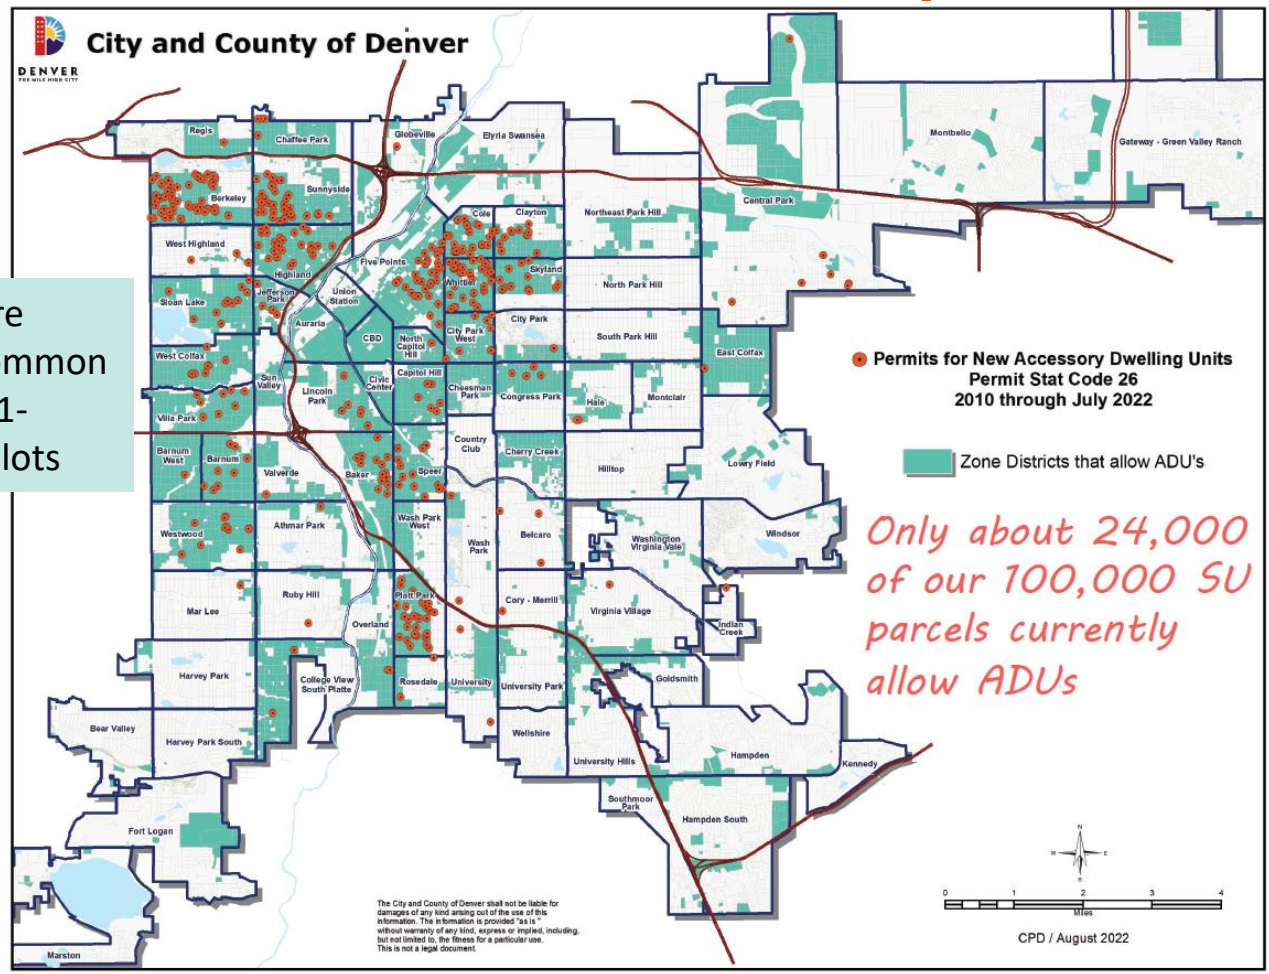 City and County of Denver
DENVER
THE MILE HIGH CITY
Regis
Chaffee Park
Globeville
Elyria Swansea
Montbello
Gateway - Green Valley Ranch
Berkeley
Sunnyside
Central Park
Cole
Clayton
Northeast Park Hill
West Highland
Highland
Five Points
Whittier
Skyland
North Park Hill
Sloan Lake
Jefferson
Park
Union
Station
Auraria
CBD
North
Capitol
Hill
City Park
West
City Park
South Park Hill
East Colfax
re
mmon
1-
lots
West Colfax
Sun
Valley
Lincoln
Park
Civic
Center
Capitol Hill
Cheesman
Park
Congress Park
Hale
Montclair
Villa Park
Barnum
West
Barnum
Valverde
Baker
Speer
Country
Club
Cherry Creek
Hilltop
Lowry Field
Permits for New Accessory Dwelling Units
Permit Stat Code 26
2010 through July 2022
Zone Districts that allow ADU's
Only about 24,000
of our 100,000 SU
parcels currently
allow ADUs
Westwood
Athmar Park
Wash Park
West
Wash
Park
Belcaro
Washington
Virginia Vale
Windsor
Mar Lee
Ruby Hill
Overland
Platt Park
Cory - Merrill
Virginia Village
Indian
Creek
Harvey Park
College View
South Platte
Rosedale
University
University Park
Goldsmith
Bear Valley
Harvey Park South
Wellshire
University Hills
Hampden
Kennedy
Southmoor
Park
Hampden South
Fort Logan
Marston
The City and County of Denver shall not be liable for
damages of any kind arising out of the use of this
information. The information is provided "as is "
without warranty of any kind, express or implied, including,
but not limited to, the fitness for a particular use.
This is not a legal document.
N
W
E
S
0 1 2 3 4
Miles
CPD / August 2022